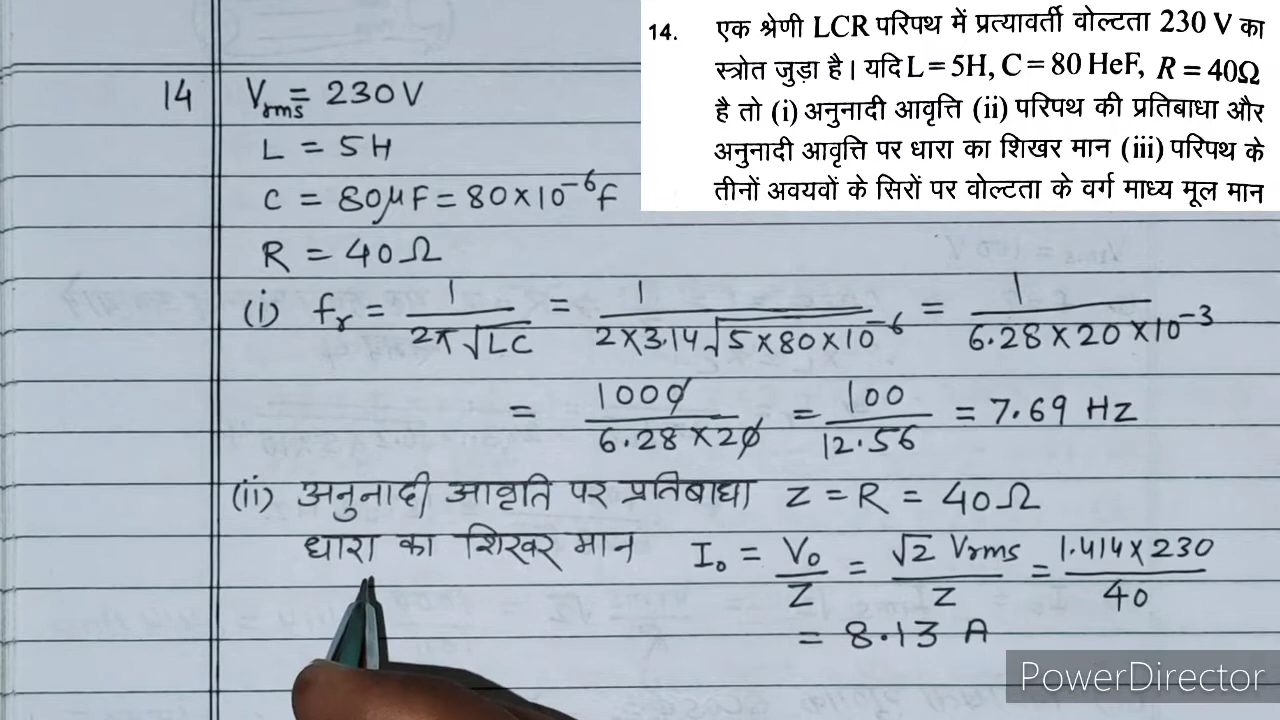 14. एक श्रेणी LCR परिपथ में प्रत्यावर्ती वोल्टता 230 V का
स्त्रोत जुड़ा है। यदि L = 5H, C = 80 HeF, R = 40Ω
है तो (i) अनुनादी आवृत्ति (ii) परिपथ की प्रतिबाधा और
अनुनादी आवृत्ति पर धारा का शिखर मान (iii) परिपथ के
तीनों अवयवों के सिरों पर वोल्टता के वर्ग माध्य मूल मान
14 Vrms = 230V
L = 5H
C = 80μF = 80×10⁻⁶f
R = 40Ω
(i) fr = 1/2π√LC = 1/2×3.14√5×80×10⁻⁶ = 1/6.28×20×10⁻³
= 1000/6.28×20 = 100/12.56 = 7.69 Hz
(ii) अनुनादी आवृति पर प्रतिबाधा Z = R = 40Ω
धारा का शिखर मान I₀ = V₀/Z = √2 Vrms/Z = 1.414×230/40
= 8.13 A
PowerDirector